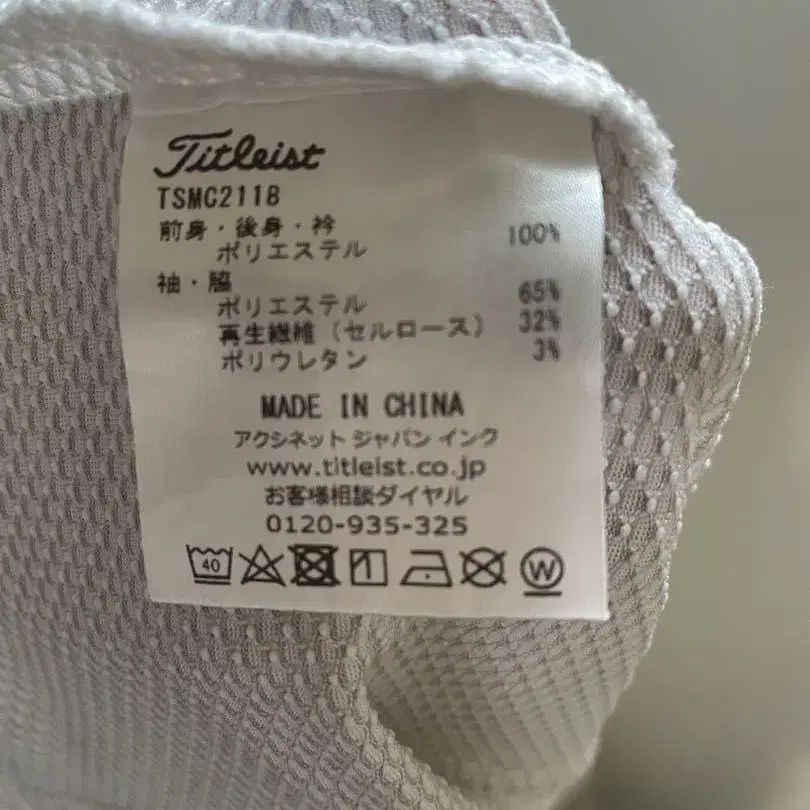 Titleist
TSMC2118
前身・後身・衿
ポリエステル 100%
袖・脇
ポリエステル 65%
再生繊維(セルロース) 32%
ポリウレタン 3%
MADE IN CHINA
アクシネット ジャパン インク
www.titleist.co.jp
お客様相談ダイヤル
0120-935-325
40 W